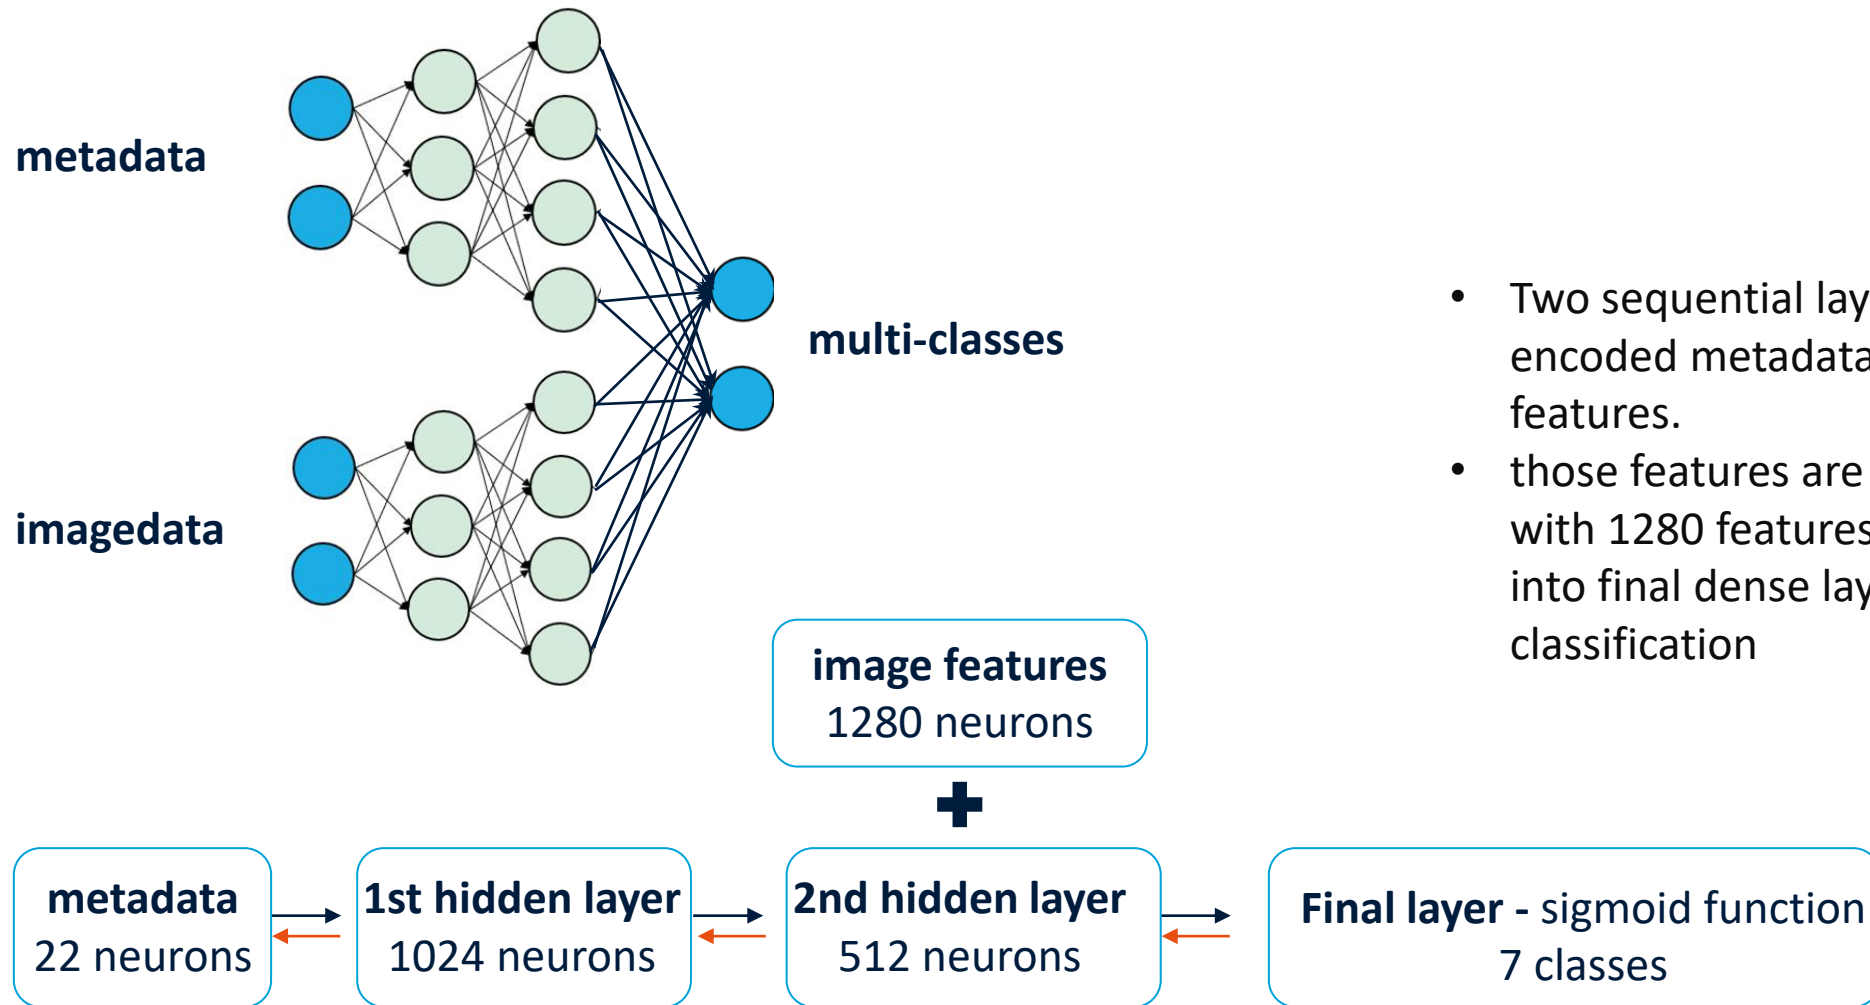 metadata
imagedata
multi-classes
• Two sequential lay
encoded metadata
features.
• those features are
with 1280 features
into final dense lay
classification
image features
1280 neurons
metadata
22 neurons
1st hidden layer
1024 neurons
2nd hidden layer
512 neurons
Final layer - sigmoid function
7 classes